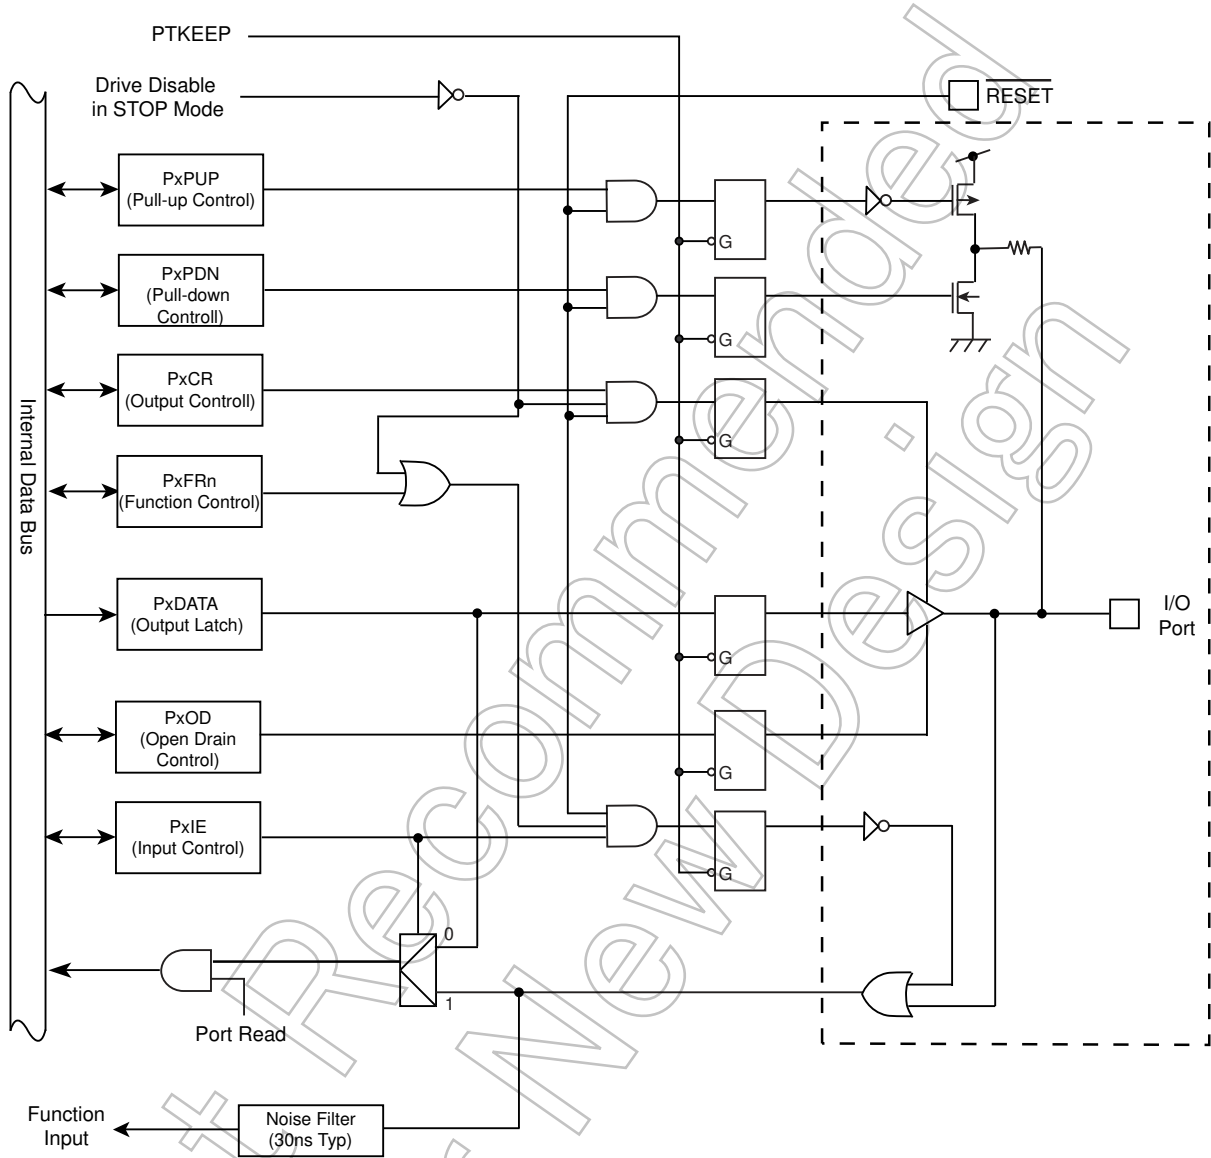 PTKEEP
Drive Disable
in STOP Mode
RESET
PxPUP
(Pull-up Control)
G
PxPDN
(Pull-down
Controll)
G
PxCR
(Output Controll)
G
Internal Data Bus
PxFRn
(Function Control)
PxDATA
(Output Latch)
G
I/O
Port
PxOD
(Open Drain
Control)
G
PxIE
(Input Control)
G
0
1
Port Read
Function
Input
Noise Filter
(30ns Typ)
t Recommended
r New Design